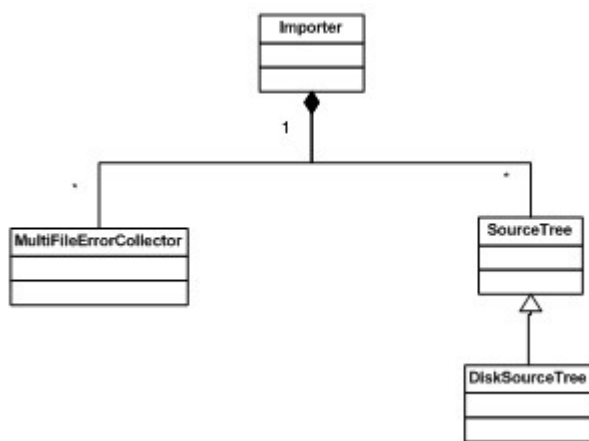 Importer
1
*
*
MultiFileErrorCollector
SourceTree
DiskSourceTree